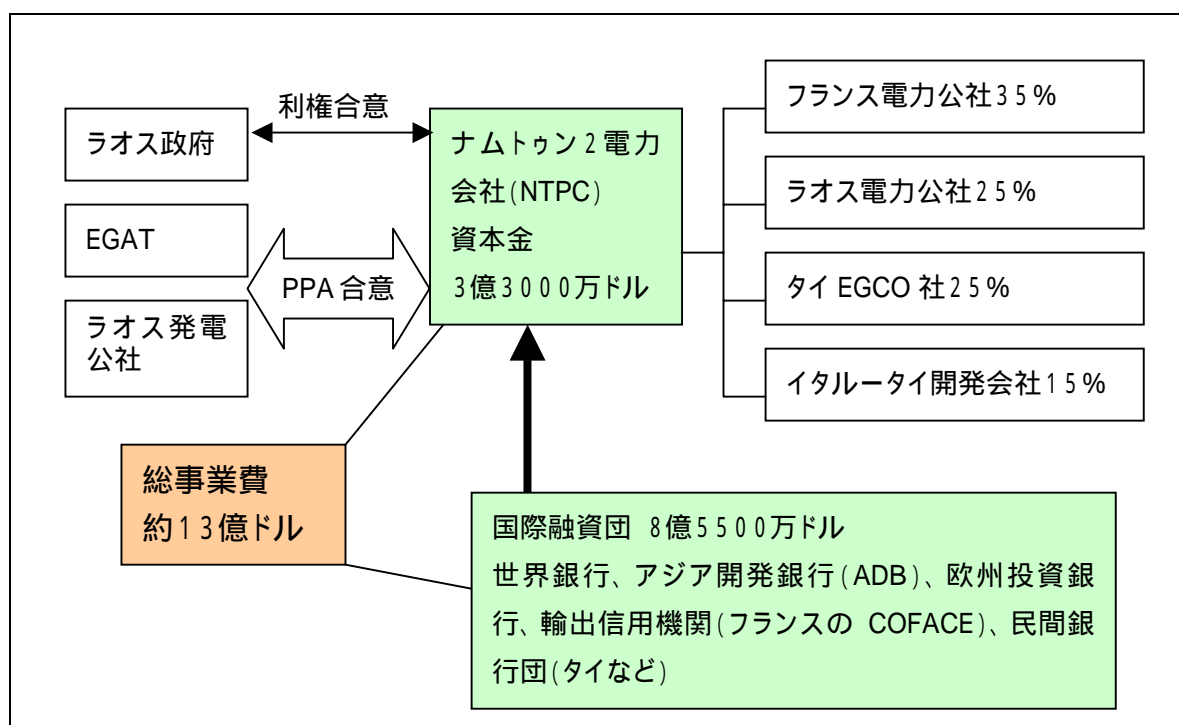 利権合意
ラオス政府
EGAT
ラオス発電
公社
PPA 合意
ナムトゥン2電力
会社(NTPC)
資本金
3億3000万ドル
フランス電力公社35%
ラオス電力公社25%
タイ EGCO 社25%
イタルータイ開発会社15%
総事業費
約13億ドル
国際融資団 8億5500万ドル
世界銀行、アジア開発銀行(ADB)、欧州投資銀
行、輸出信用機関(フランスの COFACE)、民間銀
行団(タイなど)